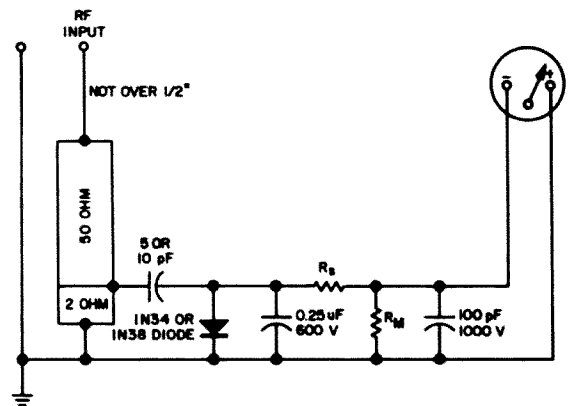 RF
INPUT
NOT OVER 1/2"
50 OHM
2 OHM
5 OR
10 pF
1N34 OR
1N38 DIODE
0.25 uF
600 V
Rs
RM
100 pF
1000 V
- +